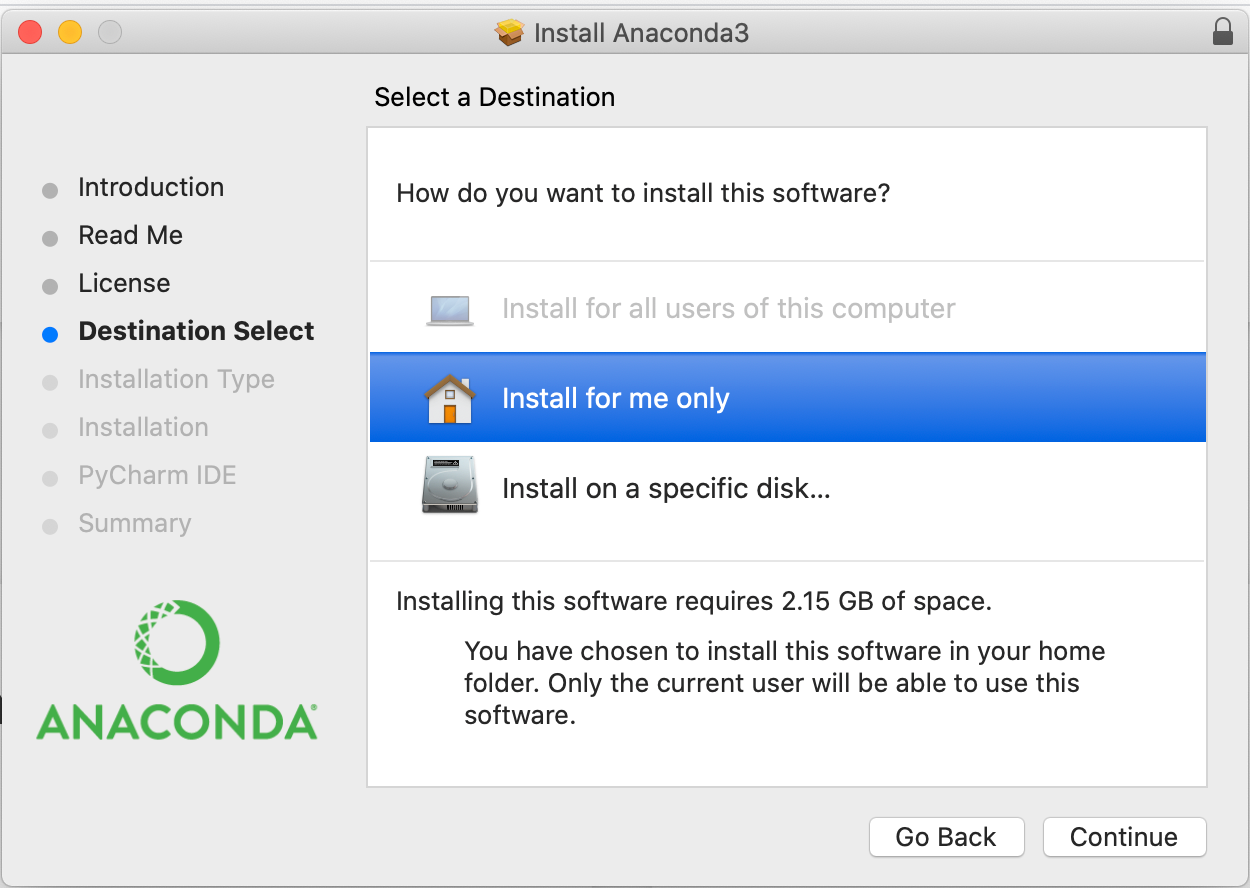 Install Anaconda3
Select a Destination
Introduction
Read Me
License
Destination Select
Installation Type
Installation
PyCharm IDE
Summary
ANACONDA®
How do you want to install this software?
Install for all users of this computer
Install for me only
Install on a specific disk...
Installing this software requires 2.15 GB of space.
You have chosen to install this software in your home
folder. Only the current user will be able to use this
software.
Go Back
Continue